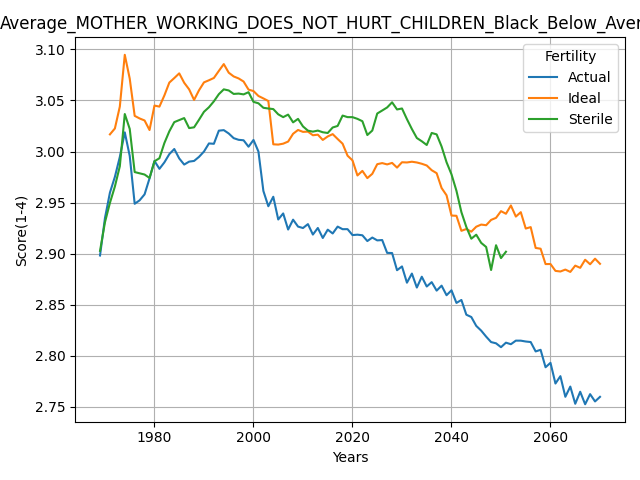 Average_MOTHER_WORKING_DOES_NOT_HURT_CHILDREN_Black_Below_Aver
Fertility
Actual
Ideal
Sterile
Score(1-4)
3.10
3.05
3.00
2.95
2.90
2.85
2.80
2.75
1980
2000
2020
2040
2060
Years